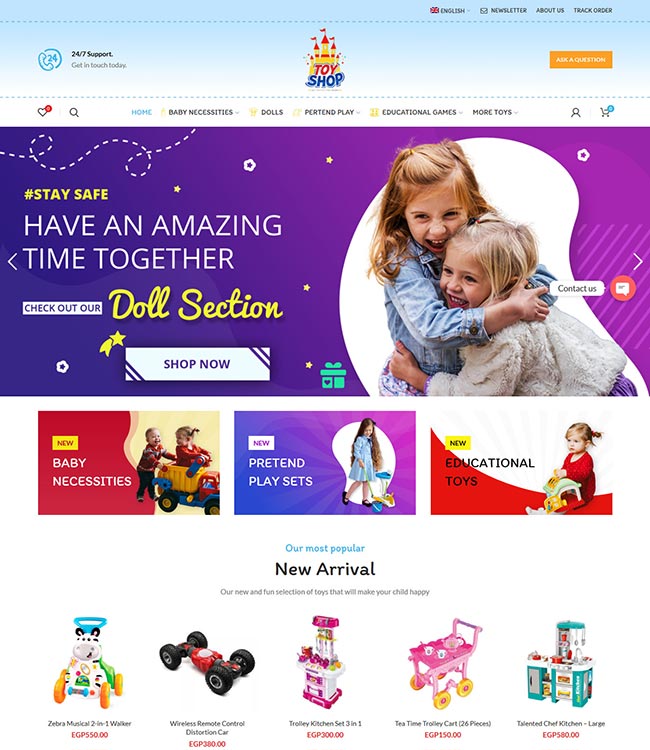 ENGLISH
NEWSLETTER
ABOUT US
TRACK ORDER
24
24/7 Support.
Get in touch today.
TOY
SHOP
ASK A QUESTION
0
HOME
BABY NECESSITIES
DOLLS
PERTEND PLAY
EDUCATIONAL GAMES
MORE TOYS
0
#STAY SAFE
HAVE AN AMAZING
TIME TOGETHER
CHECK OUT OUR Doll Section
SHOP NOW
Contact us
NEW
BABY
NECESSITIES
NEW
PRETEND
PLAY SETS
NEW
EDUCATIONAL
TOYS
Our most popular
New Arrival
Our new and fun selection of toys that will make your child happy
Zebra Musical 2-in-1 Walker
EGP550.00
Wireless Remote Control
Distortion Car
EGP380.00
Trolley Kitchen Set 3 in 1
EGP300.00
Tea Time Trolley Cart (26 Pieces)
EGP150.00
Talented Chef Kitchen – Large
EGP580.00